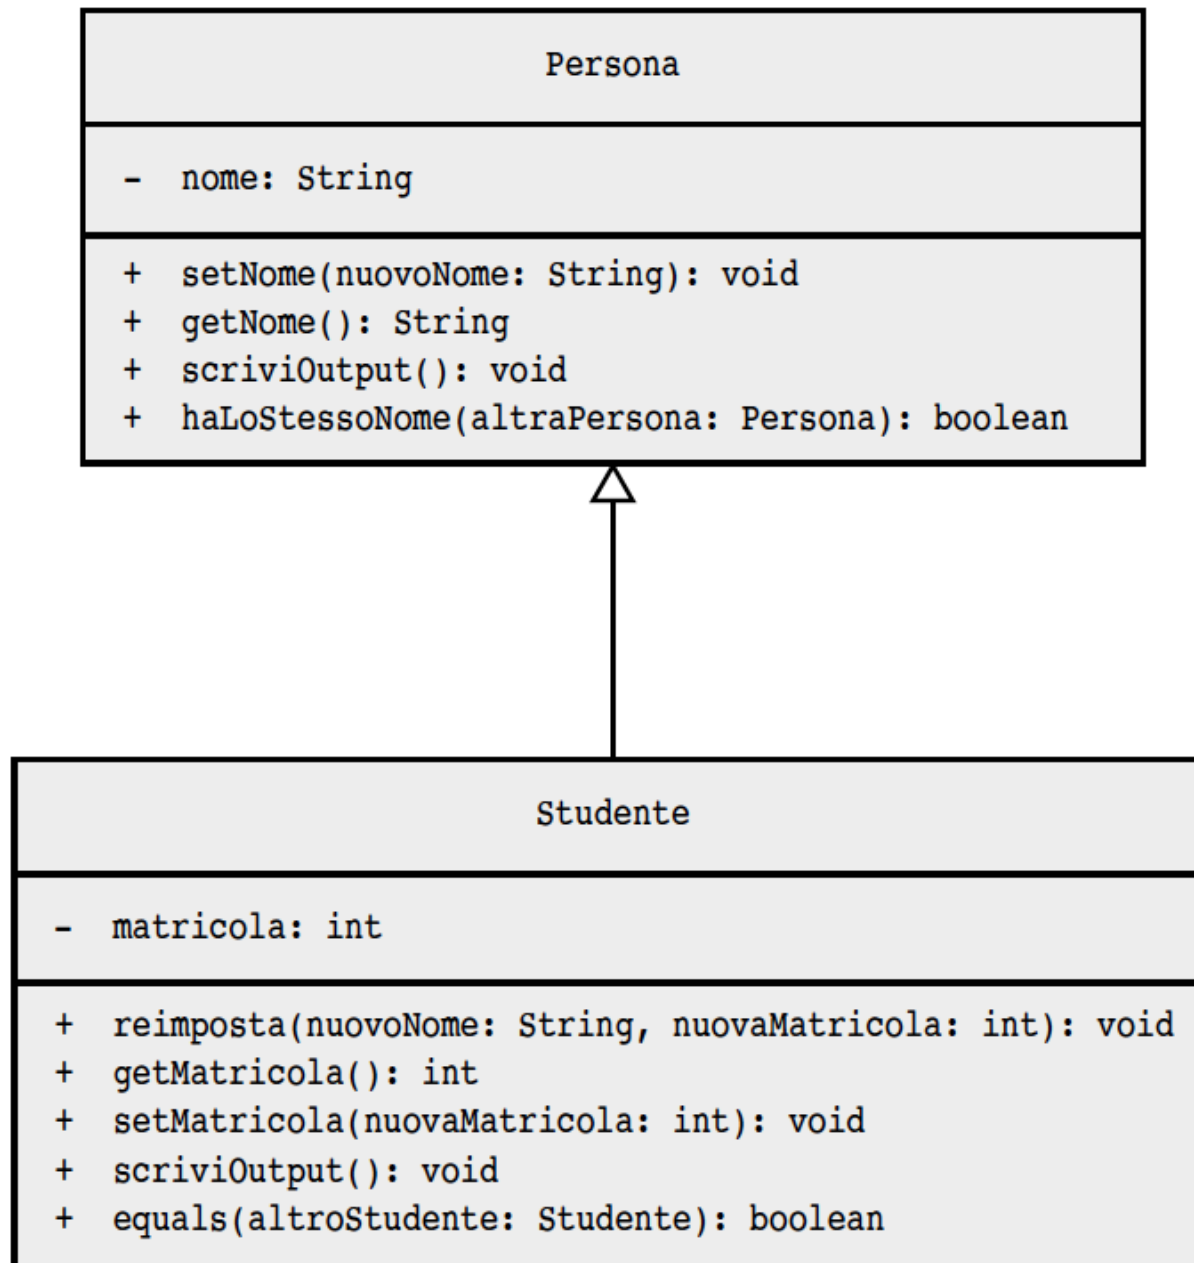 Persona
- nome: String
+ setNome(nuovoNome: String): void
+ getNome(): String
+ scriviOutput(): void
+ haLoStessoNome(altraPersona: Persona): boolean
Studente
- matricola: int
+ reimposta(nuovoNome: String, nuovaMatricola: int): void
+ getMatricola(): int
+ setMatricola(nuovaMatricola: int): void
+ scriviOutput(): void
+ equals(altroStudente: Studente): boolean